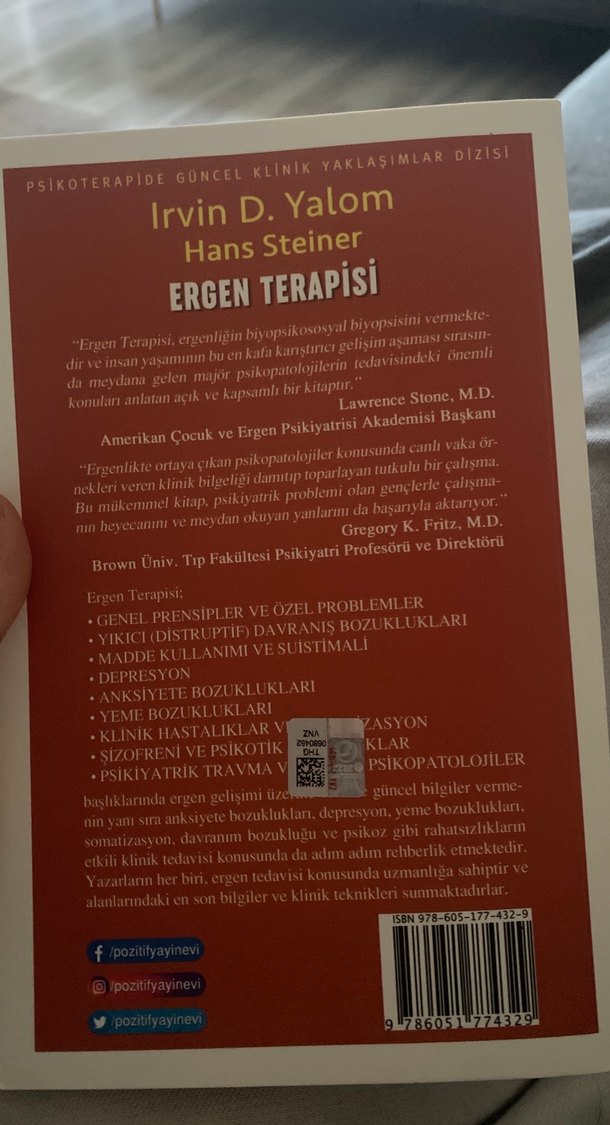 PSİKOTERAPİDE GÜNCEL KLİNİK YAKLAŞIMLAR DİZİSİ
Irvin D. Yalom
Hans Steiner
ERGEN TERAPİSİ
“Ergen Terapisi, ergenliğin biyopsikososyal biyopsisini vermekte-
dir ve insan yaşamının bu en kafa karıştırıcı gelişim aşaması sırasın-
da meydana gelen majör psikopatolojilerin tedavisindeki önemli
konuları anlatan açık ve kapsamlı bir kitaptır.”
Lawrence Stone, M.D.
Amerikan Çocuk ve Ergen Psikiyatrisi Akademisi Başkanı
“Ergenlikte ortaya çıkan psikopatolojiler konusunda canlı vaka ör-
nekleri veren klinik bilgeliği damıtıp toparlayan tutkulu bir çalışma.
Bu mükemmel kitap, psikiyatrik problemi olan gençlerle çalışma-
nın heyecanını ve meydan okuyan yanlarını da başarıyla aktarıyor.”
Gregory K. Fritz, M.D.
Brown Üniv. Tıp Fakültesi Psikiyatri Profesörü ve Direktörü
Ergen Terapisi;
• GENEL PRENSİPLER VE ÖZEL PROBLEMLER
• YIKICI (DİSTRUPTİF) DAVRANIŞ BOZUKLUKLARI
• MADDE KULLANIMI VE SUİSTİMALİ
• DEPRESYON
• ANKSİYETE BOZUKLUKLARI
• YEME BOZUKLUKLARI
• KLİNİK HASTALIKLAR V ZASYON
• ŞİZOFRENİ VE PSİKOTİK KLAR
• PSİKİYATRİK TRAVMA V PSİKOPATOLOJİLER
THG
0680452
VNZ
başlıklarında ergen gelişimi üze e güncel bilgiler verme-
nin yanı sıra anksiyete bozuklukları, depresyon, yeme bozuklukları,
somatizasyon, davranım bozukluğu ve psikoz gibi rahatsızlıkların
etkili klinik tedavisi konusunda da adım adım rehberlik etmektedir.
Yazarların her biri, ergen tedavisi konusunda uzmanlığa sahiptir ve
alanlarındaki en son bilgiler ve klinik teknikleri sunmaktadırlar.
/pozitifyayinevi
/pozitifyayinevi
/pozitifyayinevi
ISBN 978-605-177-432-9
9 786051 774329